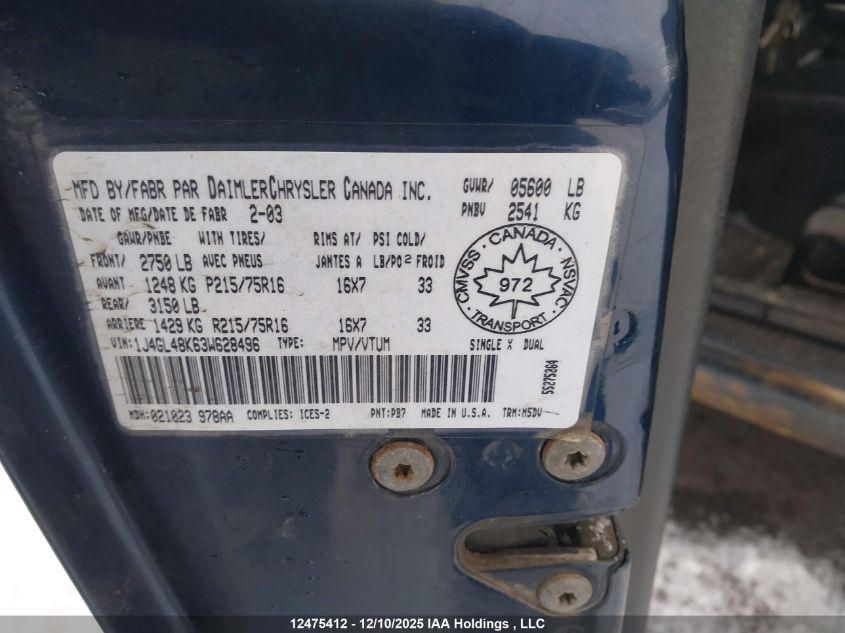 MFD BY/FABR PAR DAIMLERCHRYSLER CANADA INC. GVWR/ 05600 LB
DATE OF MFG/DATE DE FABR 2-03 PNBV 2541 KG
GAWR/PNBE WITH TIRES/ RIMS AT/ PSI COLD/
FRONT/ 2750 LB AVEC PNEUS JANTES A LB/PO² FROID
AVANT 1248 KG P215/75R16 16X7 33
REAR/ 3150 LB
ARRIERE 1429 KG R215/75R16 16X7 33
CANADA
CMVSS 972 NSVAC
TRANSPORT
VIN: 1J4GL48K63W628496 TYPE: MPV/VTUM SINGLE X DUAL
55275264
MDH:021023 978AA COMPLIES: ICES-2 PNT:PB7 MADE IN U.S.A. TRM:M5DV
12475412 - 12/10/2025 IAA Holdings , LLC